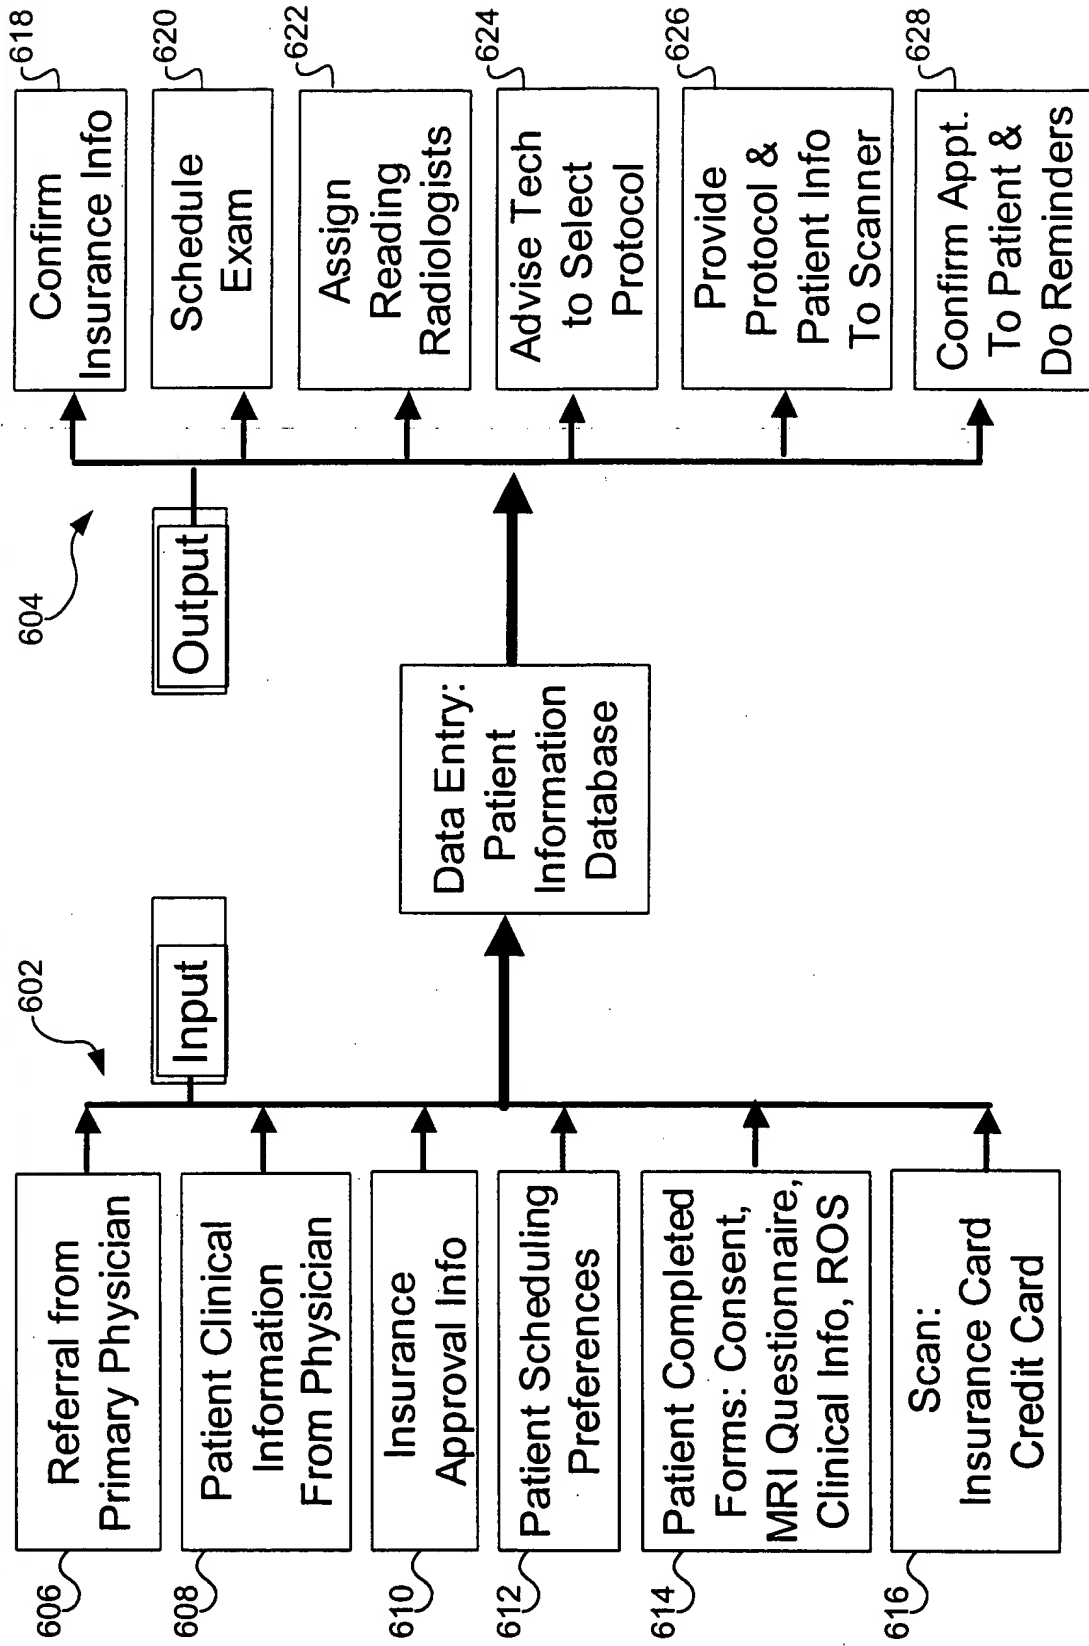 602
Input
606
Referral from
Primary Physician
608
Patient Clinical
Information
From Physician
610
Insurance
Approval Info
612
Patient Scheduling
Preferences
614
Patient Completed
Forms: Consent,
MRI Questionnaire,
Clinical Info, ROS
616
Scan:
Insurance Card
Credit Card
Data Entry:
Patient
Information
Database
604
Output
618
Confirm
Insurance Info
620
Schedule
Exam
622
Assign
Reading
Radiologists
624
Advise Tech
to Select
Protocol
626
Provide
Protocol &
Patient Info
To Scanner
628
Confirm Appt.
To Patient &
Do Reminders